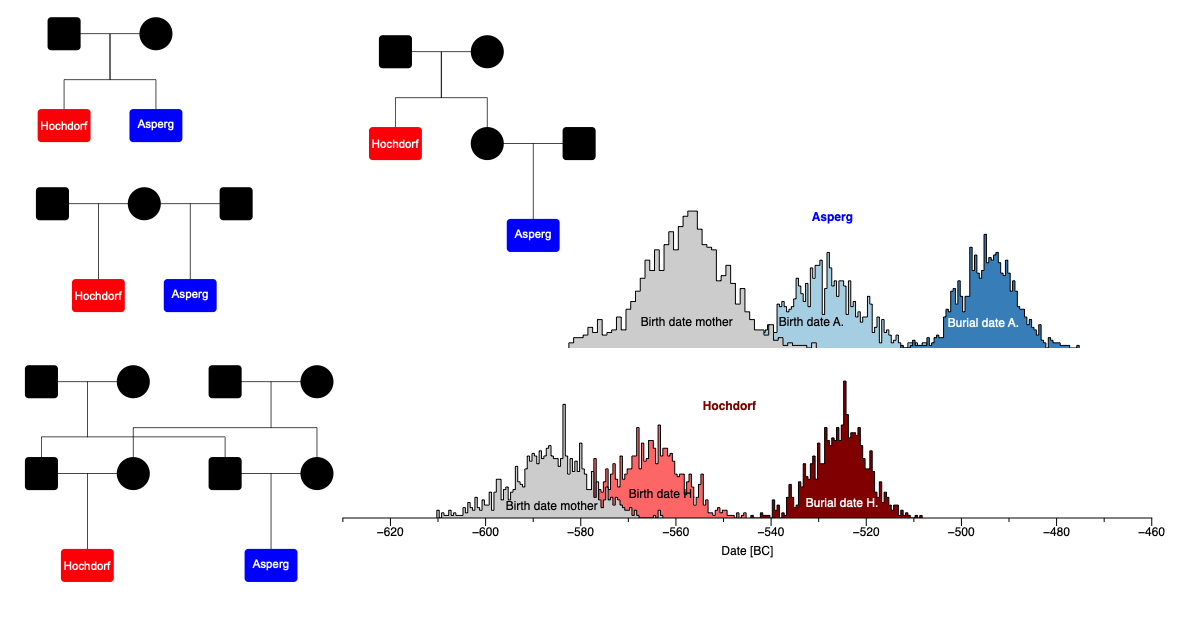 Hochdorf
Asperg
Hochdorf
Asperg
Hochdorf
Asperg
Hochdorf
Asperg
Asperg
Birth date mother
Birth date A.
Burial date A.
Hochdorf
Birth date mother
Birth date H.
Burial date H.
−620
−600
−580
−560
−540
−520
−500
−480
−460
Date [BC]